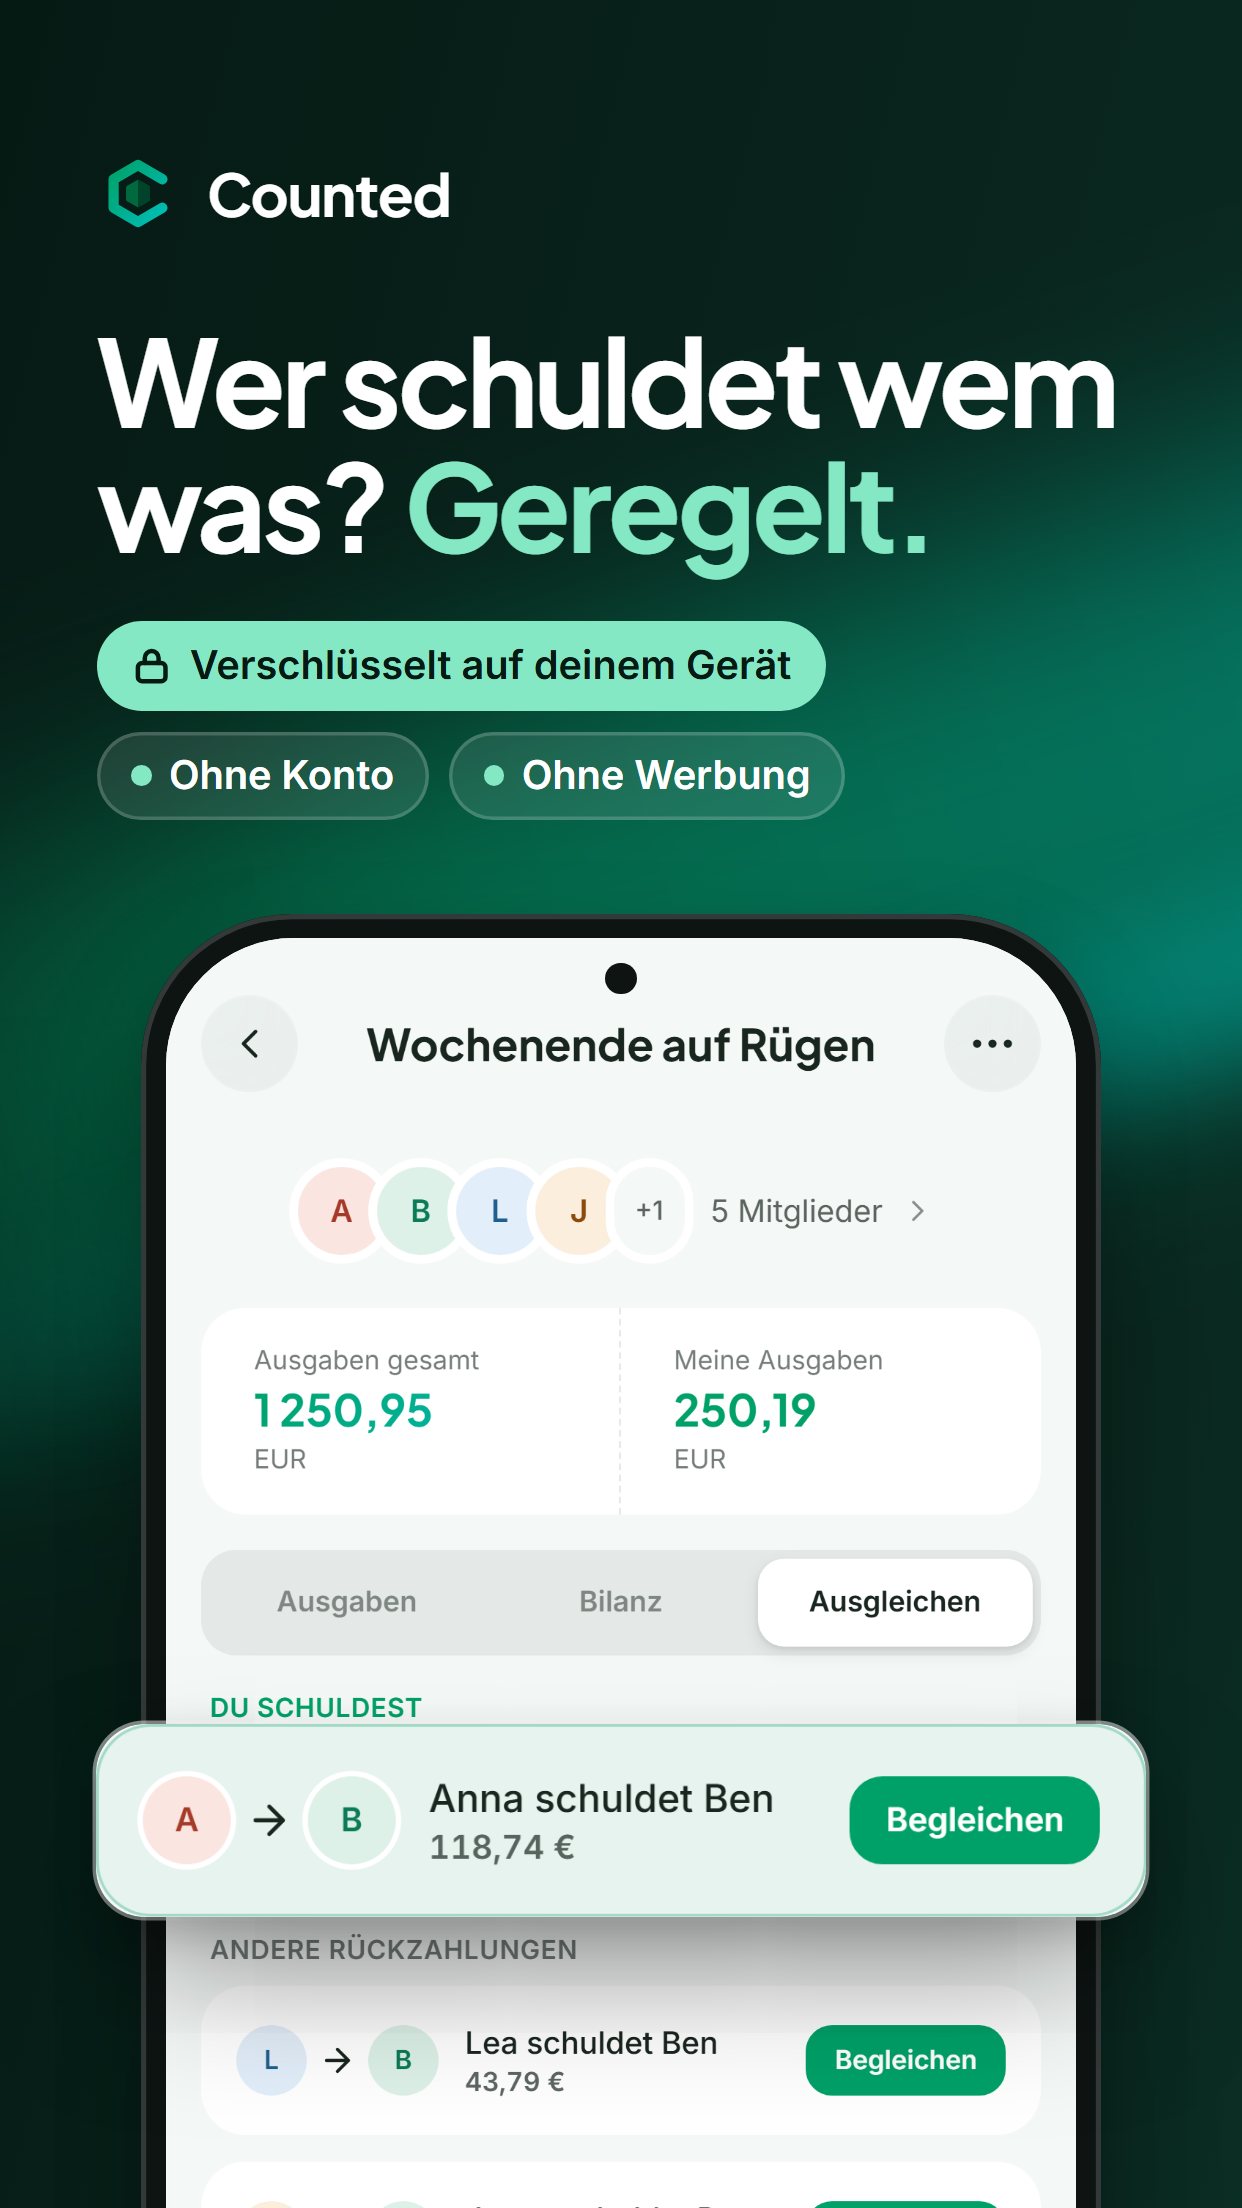 Counted
Wer schuldet wem
was? Geregelt.
Verschlüsselt auf deinem Gerät
Ohne Konto
Ohne Werbung
Wochenende auf Rügen
A B L J +1 5 Mitglieder
Ausgaben gesamt
1 250,95
EUR
Meine Ausgaben
250,19
EUR
Ausgaben Bilanz Ausgleichen
DU SCHULDEST
A → B
Anna schuldet Ben
118,74 €
Begleichen
ANDERE RÜCKZAHLUNGEN
L → B
Lea schuldet Ben
43,79 €
Begleichen